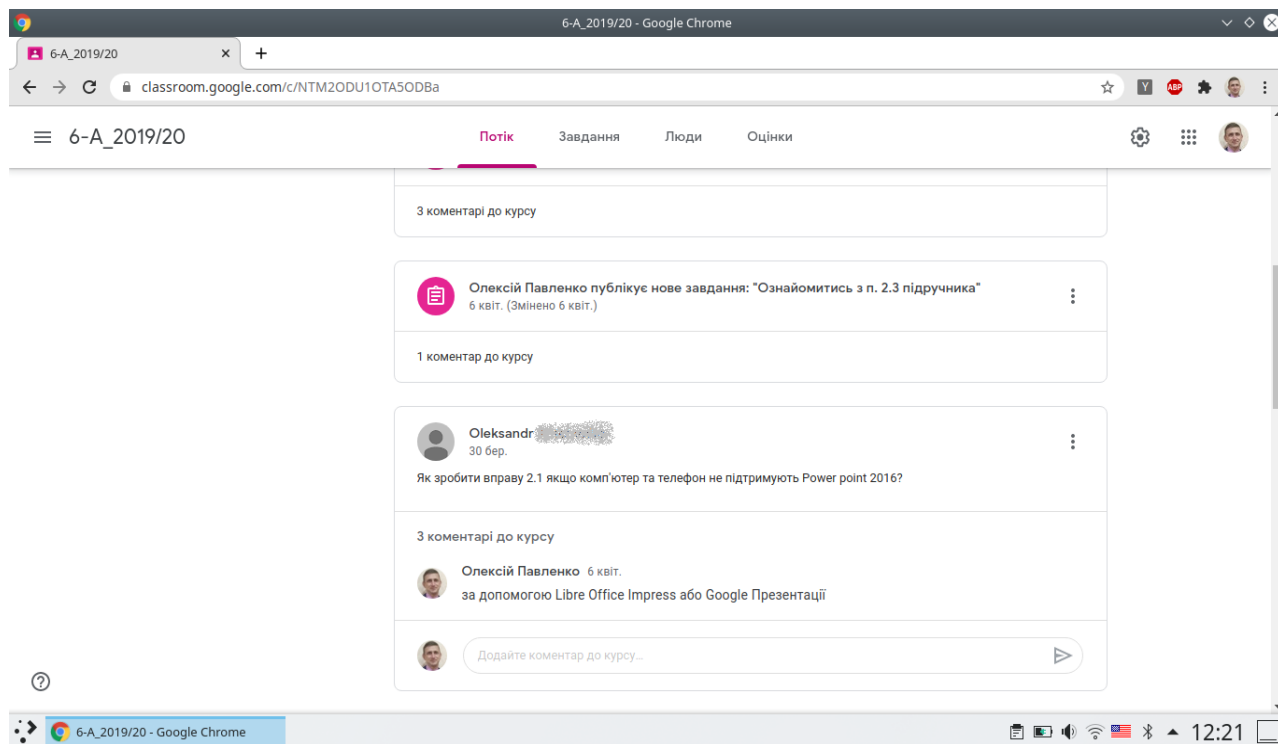 6-A_2019/20 - Google Chrome
6-A_2019/20
classroom.google.com/c/NTM2ODU1OTA5ODBa
Y
ABP
6-A_2019/20
Потік
Завдання
Люди
Оцінки
3 коментарі до курсу
Олексій Павленко публікує нове завдання: "Ознайомитись з п. 2.3 підручника"
6 квіт. (Змінено 6 квіт.)
1 коментар до курсу
Oleksandr
30 бер.
Як зробити вправу 2.1 якщо комп'ютер та телефон не підтримують Power point 2016?
3 коментарі до курсу
Олексій Павленко 6 квіт.
за допомогою Libre Office Impress або Google Презентації
Додайте коментар до курсу...
6-A_2019/20 - Google Chrome
12:21